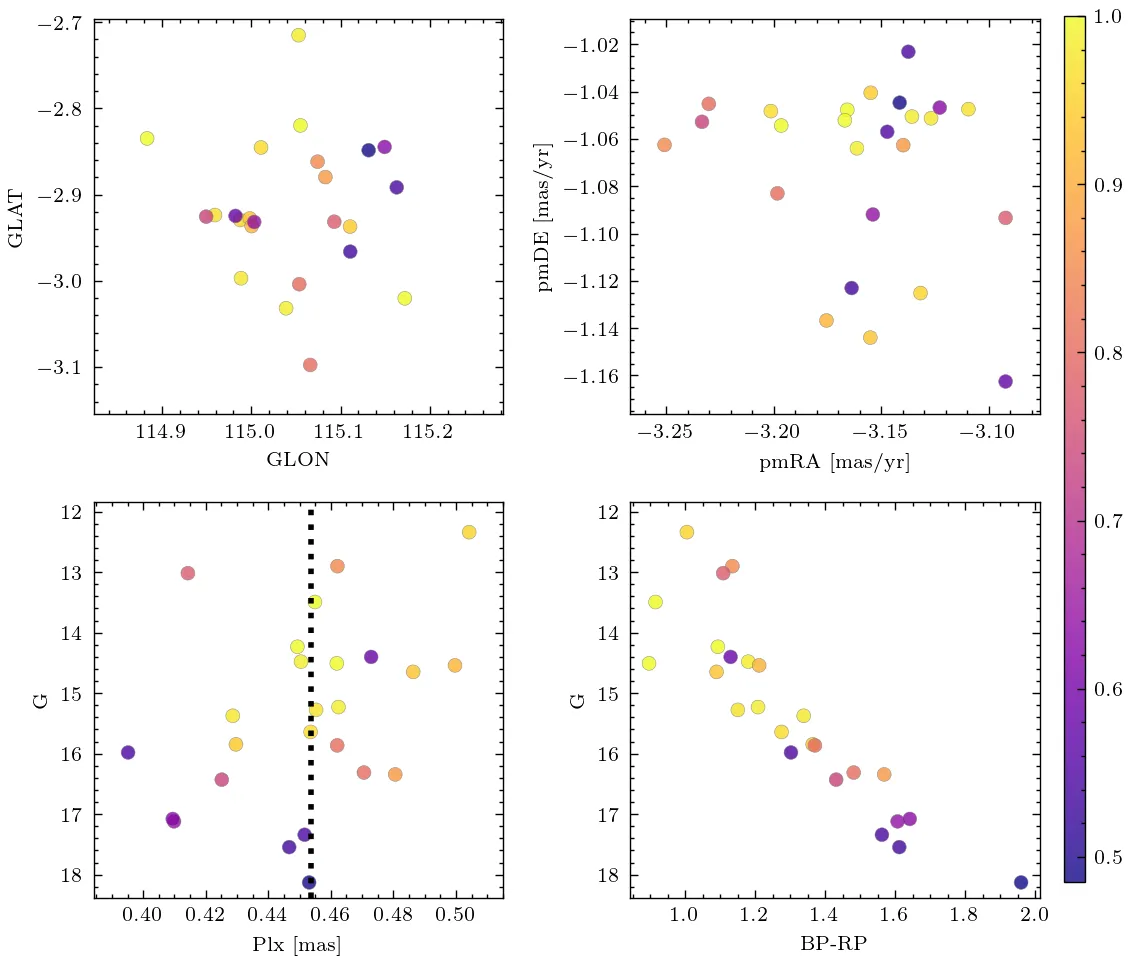 −2.7
−2.8
−2.9
−3.0
−3.1
GLAT
114.9 115.0 115.1 115.2
GLON
−1.02
−1.04
−1.06
−1.08
−1.10
−1.12
−1.14
−1.16
pmDE [mas/yr]
−3.25 −3.20 −3.15 −3.10
pmRA [mas/yr]
12
13
14
15
16
17
18
G
0.40 0.42 0.44 0.46 0.48 0.50
Plx [mas]
12
13
14
15
16
17
18
G
1.0 1.2 1.4 1.6 1.8 2.0
BP-RP
1.0
0.9
0.8
0.7
0.6
0.5